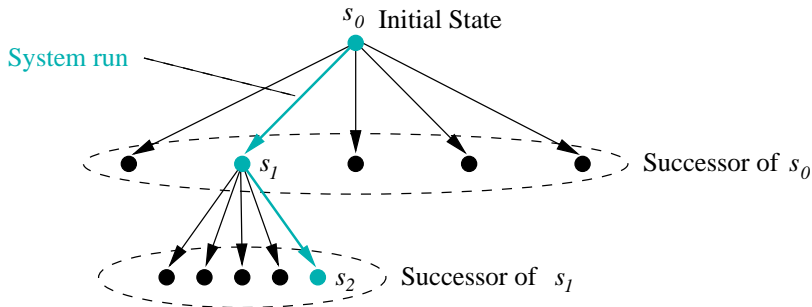 s0 Initial State
System run
s1
Successor of s0
s2
Successor of s1